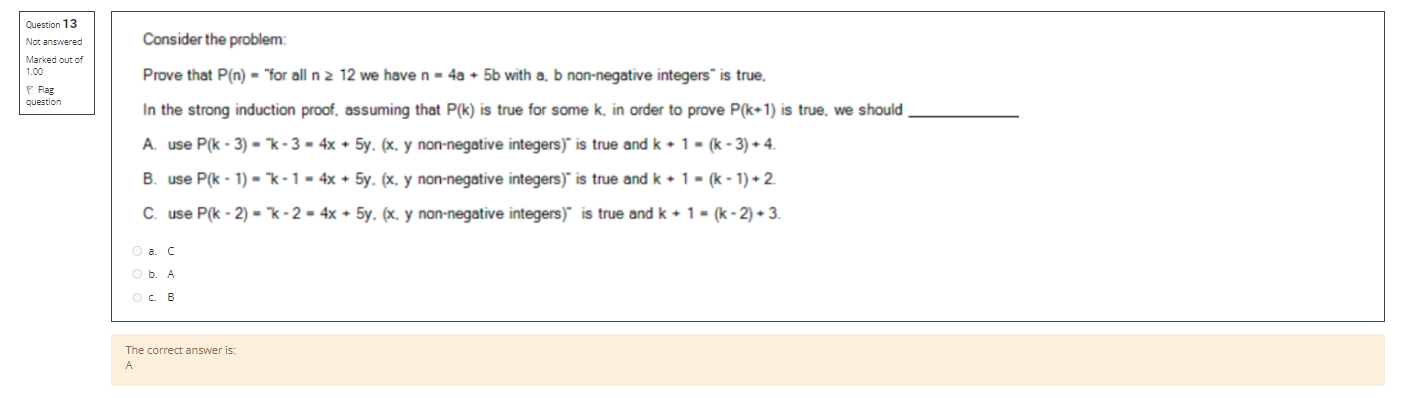 Question 13
Not answered
Marked out of
1.00
Flag
question
Consider the problem:
Prove that P(n) = "for all n ≥ 12 we have n = 4a + 5b with a, b non-negative integers" is true.
In the strong induction proof, assuming that P(k) is true for some k, in order to prove P(k+1) is true, we should ____________
A. use P(k - 3) = "k - 3 = 4x + 5y, (x, y non-negative integers)" is true and k + 1 = (k - 3) + 4.
B. use P(k - 1) = "k - 1 = 4x + 5y, (x, y non-negative integers)" is true and k + 1 = (k - 1) + 2.
C. use P(k - 2) = "k - 2 = 4x + 5y, (x, y non-negative integers)" is true and k + 1 = (k - 2) + 3.
a. C
b. A
c. B
The correct answer is:
A